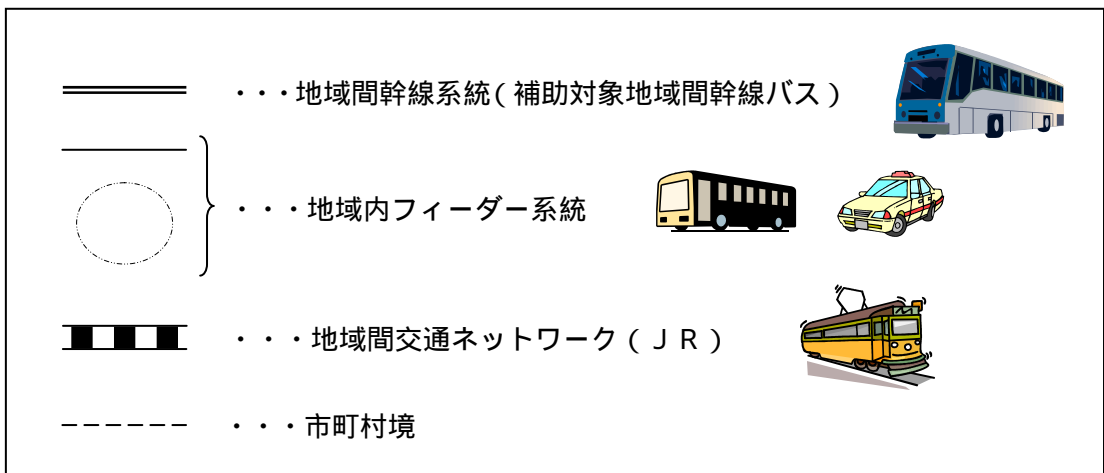 ・・・地域間幹線系統（補助対象地域間幹線バス）
・・・地域内フィーダー系統
・・・地域間交通ネットワーク（ＪＲ）
・・・市町村境